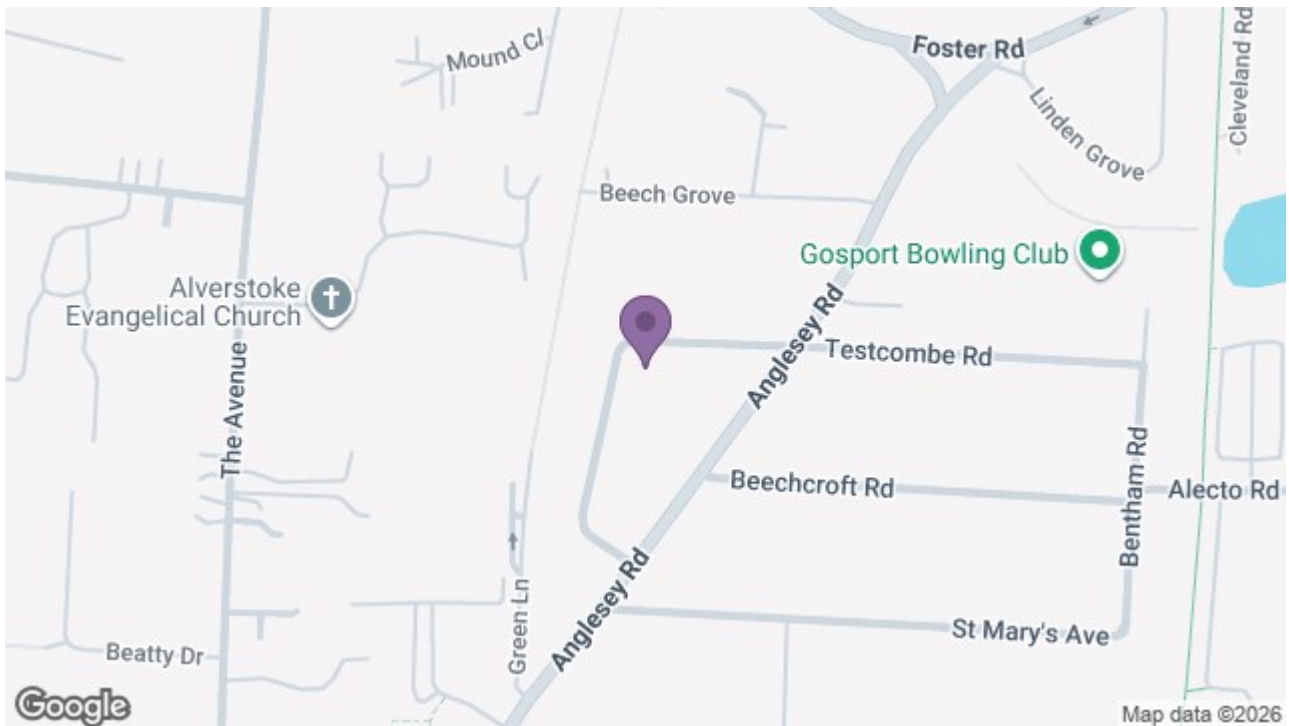 Mound Cl
Foster Rd
Cleveland Rd
Linden Grove
Beech Grove
Gosport Bowling Club
Alverstoke
Evangelical Church
Anglesey Rd
Testcombe Rd
The Avenue
Beechcroft Rd
Alecto Rd
Bentham Rd
Green Ln
Anglesey Rd
St Mary's Ave
Beatty Dr
Google
Map data ©2026